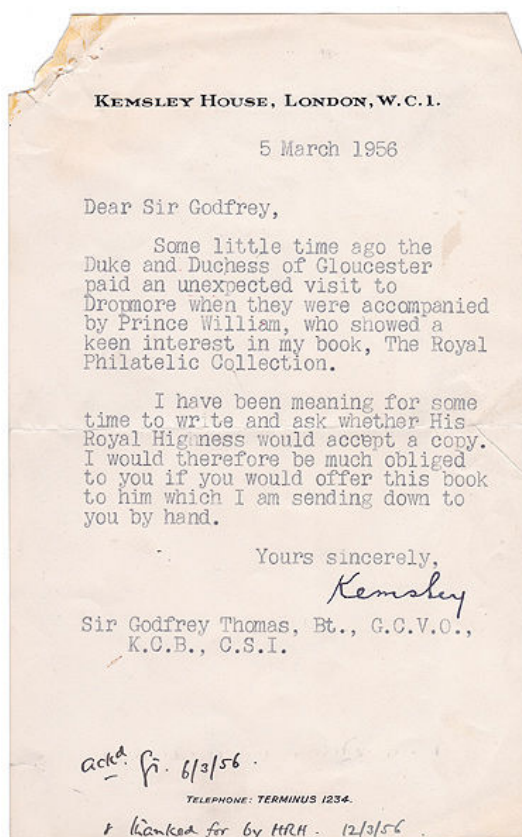 KEMSLEY HOUSE, LONDON, W.C.1.
5 March 1956
Dear Sir Godfrey,
Some little time ago the
Duke and Duchess of Gloucester
paid an unexpected visit to
Dropmore when they were accompanied
by Prince William, who showed a
keen interest in my book, The Royal
Philatelic Collection.
I have been meaning for some
time to write and ask whether His
Royal Highness would accept a copy.
I would therefore be much obliged
to you if you would offer this book
to him which I am sending down to
you by hand.
Yours sincerely,
Kemsley
Sir Godfrey Thomas, Bt., G.C.V.O.,
K.C.B., C.S.I.
ackd. 6/3/56.
TELEPHONE: TERMINUS 1234.
& thanked for by HRH. 12/3/56.